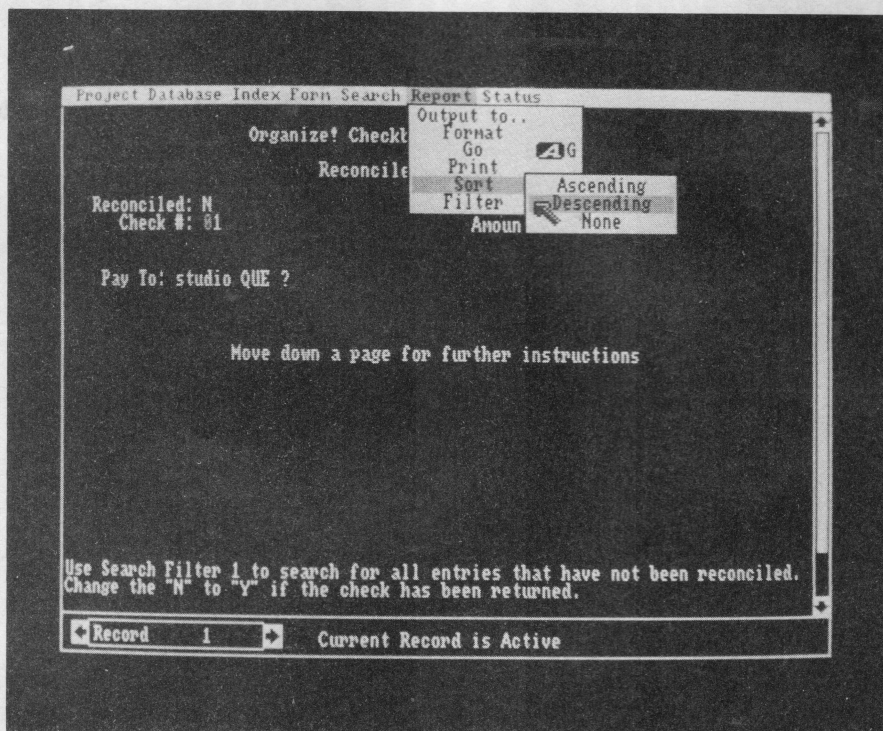 Project Database Index Form Search Report Status
Output to..
Format
Go A G
Print
Sort
Filter
Ascending
Descending
None
Organize! Checkb
Reconcile
Reconciled: N
Check #: 01
Amoun
Pay To: studio QUE ?
Move down a page for further instructions
Use Search Filter 1 to search for all entries that have not been reconciled.
Change the "N" to "Y" if the check has been returned.
Record 1
Current Record is Active